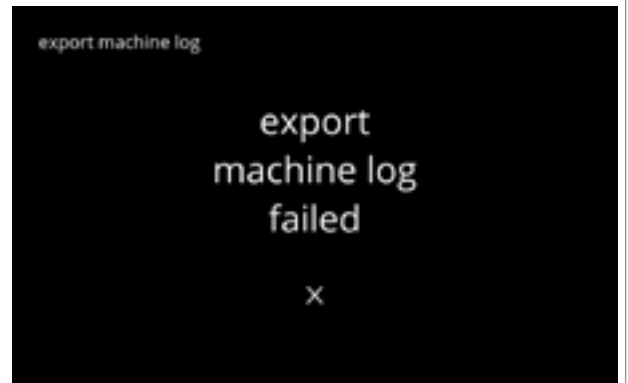 export machine log
export
machine log
failed
x